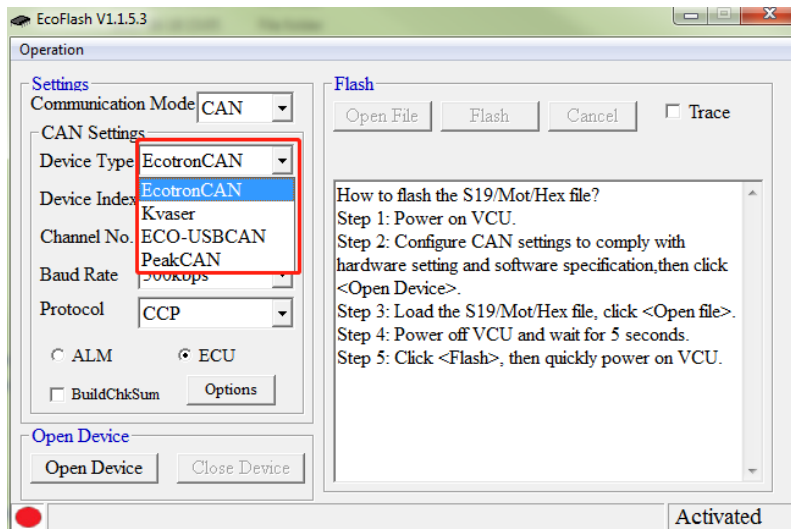 EcoFlash V1.1.5.3
Operation
Settings
Communication Mode CAN
CAN Settings
Device Type EcotronCAN
EcotronCAN
Device Index
Kvaser
Channel No. ECO-USBCAN
PeakCAN
Baud Rate 500kbps
Protocol CCP
ALM ECU
BuildChkSum Options
Open Device
Open Device Close Device
Flash
Open File Flash Cancel Trace
How to flash the S19/Mot/Hex file?
Step 1: Power on VCU.
Step 2: Configure CAN settings to comply with
hardware setting and software specification,then click
<Open Device>.
Step 3: Load the S19/Mot/Hex file, click <Open file>.
Step 4: Power off VCU and wait for 5 seconds.
Step 5: Click <Flash>, then quickly power on VCU.
Activated